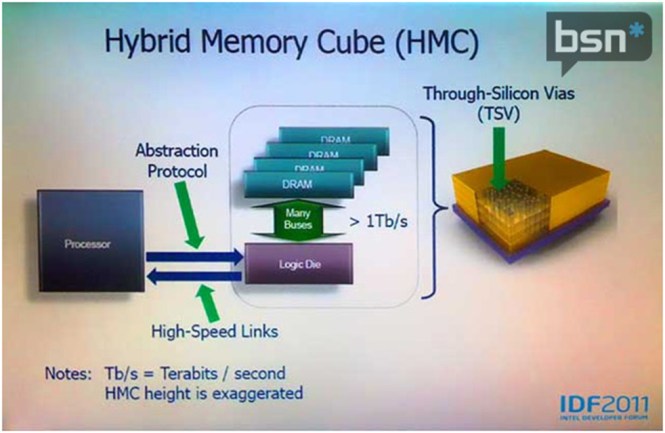 Hybrid Memory Cube (HMC)
bsn*
Through-Silicon Vias
(TSV)
Abstraction
Protocol
DRAM
DRAM
DRAM
DRAM
Many
Buses
> 1Tb/s
Processor
Logic Die
High-Speed Links
Notes: Tb/s = Terabits / second
HMC height is exaggerated
IDF2011
INTEL DEVELOPER FORUM